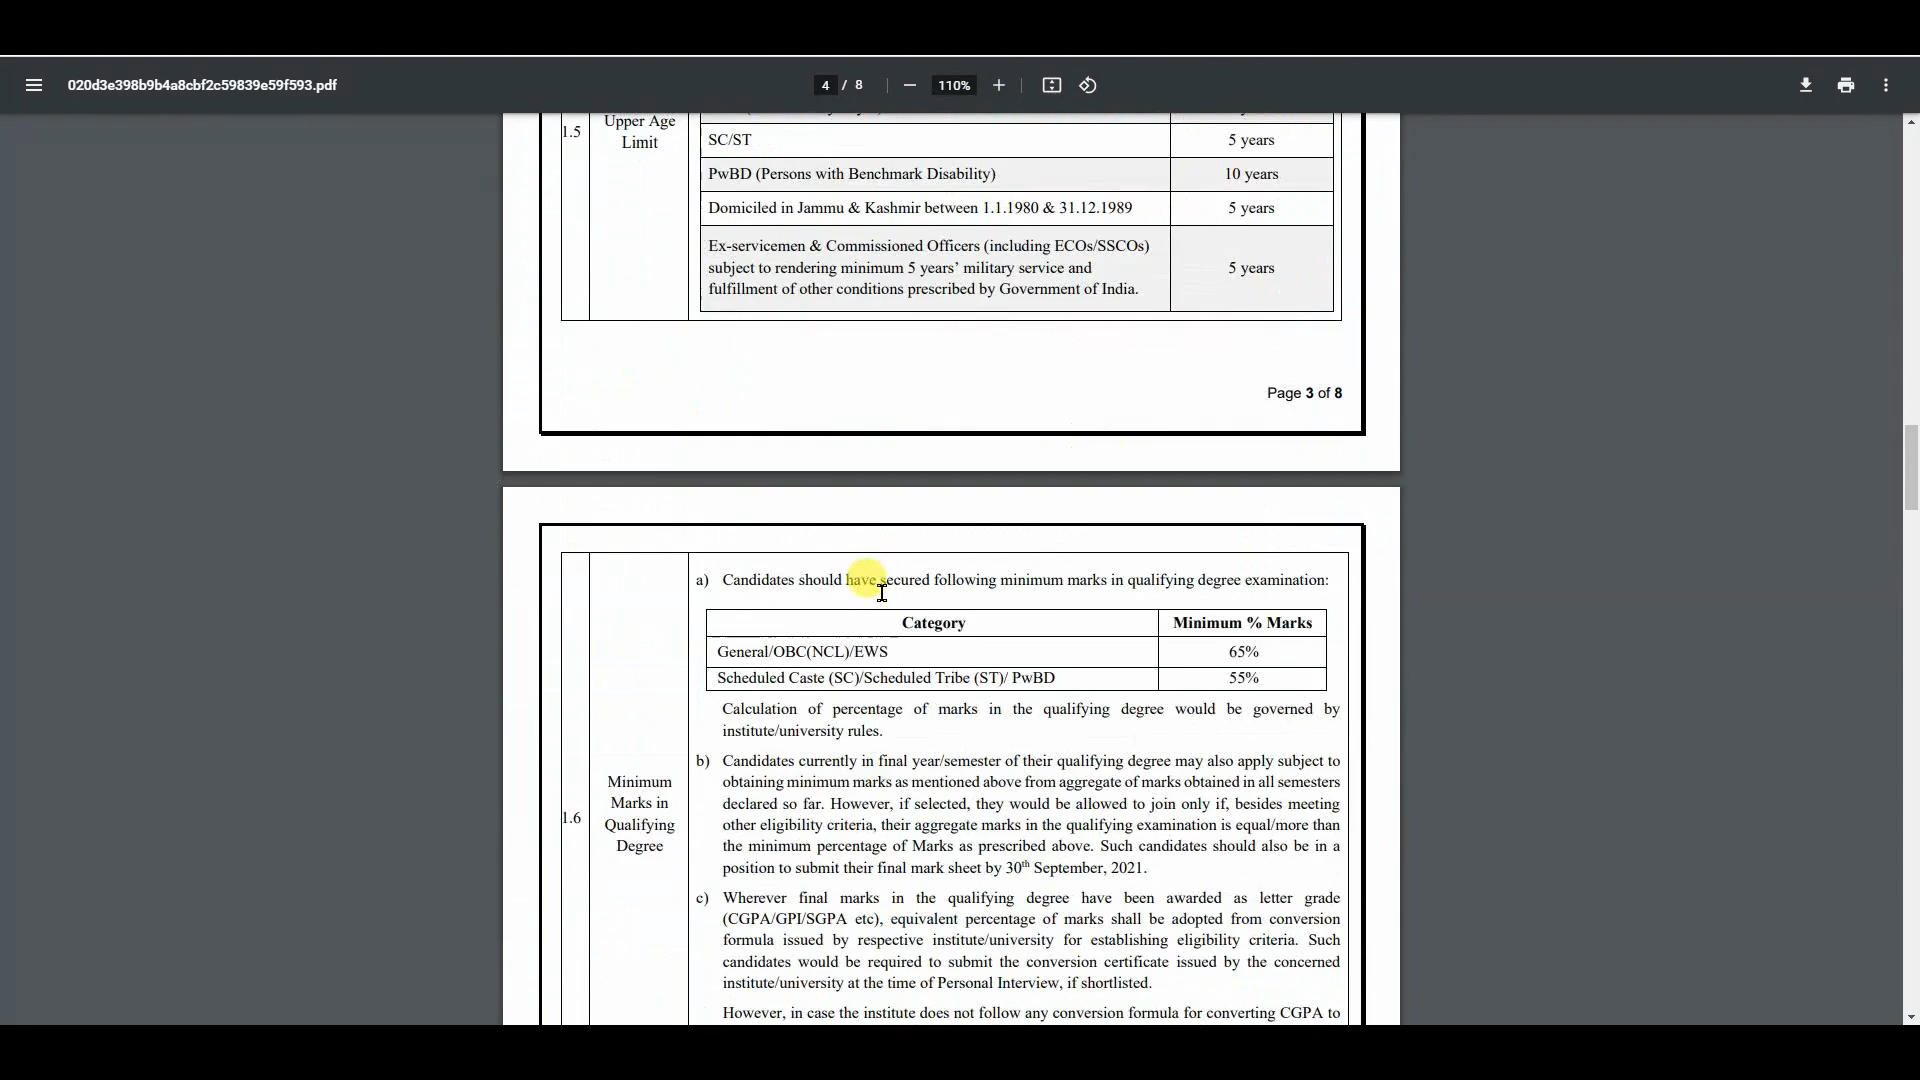 020d3e398b9b4a8cbf2c59839e59f593.pdf
4 / 8
110%
1.5
Upper Age
Limit
SC/ST
5 years
PwBD (Persons with Benchmark Disability)
10 years
Domiciled in Jammu & Kashmir between 1.1.1980 & 31.12.1989
5 years
Ex-servicemen & Commissioned Officers (including ECOs/SSCOs)
subject to rendering minimum 5 years’ military service and
fulfillment of other conditions prescribed by Government of India.
5 years
Page 3 of 8
1.6
Minimum
Marks in
Qualifying
Degree
a) Candidates should have secured following minimum marks in qualifying degree examination:
Category
Minimum % Marks
General/OBC(NCL)/EWS
65%
Scheduled Caste (SC)/Scheduled Tribe (ST)/ PwBD
55%
Calculation of percentage of marks in the qualifying degree would be governed by
institute/university rules.
b) Candidates currently in final year/semester of their qualifying degree may also apply subject to
obtaining minimum marks as mentioned above from aggregate of marks obtained in all semesters
declared so far. However, if selected, they would be allowed to join only if, besides meeting
other eligibility criteria, their aggregate marks in the qualifying examination is equal/more than
the minimum percentage of Marks as prescribed above. Such candidates should also be in a
position to submit their final mark sheet by 30th September, 2021.
c) Wherever final marks in the qualifying degree have been awarded as letter grade
(CGPA/GPI/SGPA etc), equivalent percentage of marks shall be adopted from conversion
formula issued by respective institute/university for establishing eligibility criteria. Such
candidates would be required to submit the conversion certificate issued by the concerned
institute/university at the time of Personal Interview, if shortlisted.
However, in case the institute does not follow any conversion formula for converting CGPA to